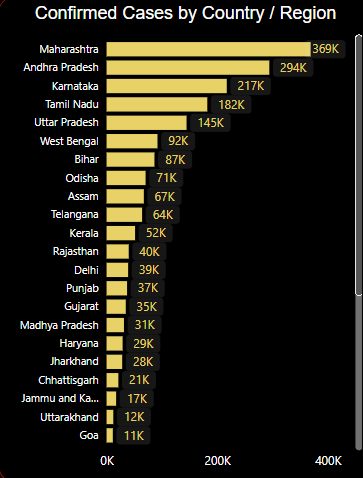 Confirmed Cases by Country / Region
Maharashtra 369K
Andhra Pradesh 294K
Karnataka 217K
Tamil Nadu 182K
Uttar Pradesh 145K
West Bengal 92K
Bihar 87K
Odisha 71K
Assam 67K
Telangana 64K
Kerala 52K
Rajasthan 40K
Delhi 39K
Punjab 37K
Gujarat 35K
Madhya Pradesh 31K
Haryana 29K
Jharkhand 28K
Chhattisgarh 21K
Jammu and Ka... 17K
Uttarakhand 12K
Goa 11K
0K 200K 400K